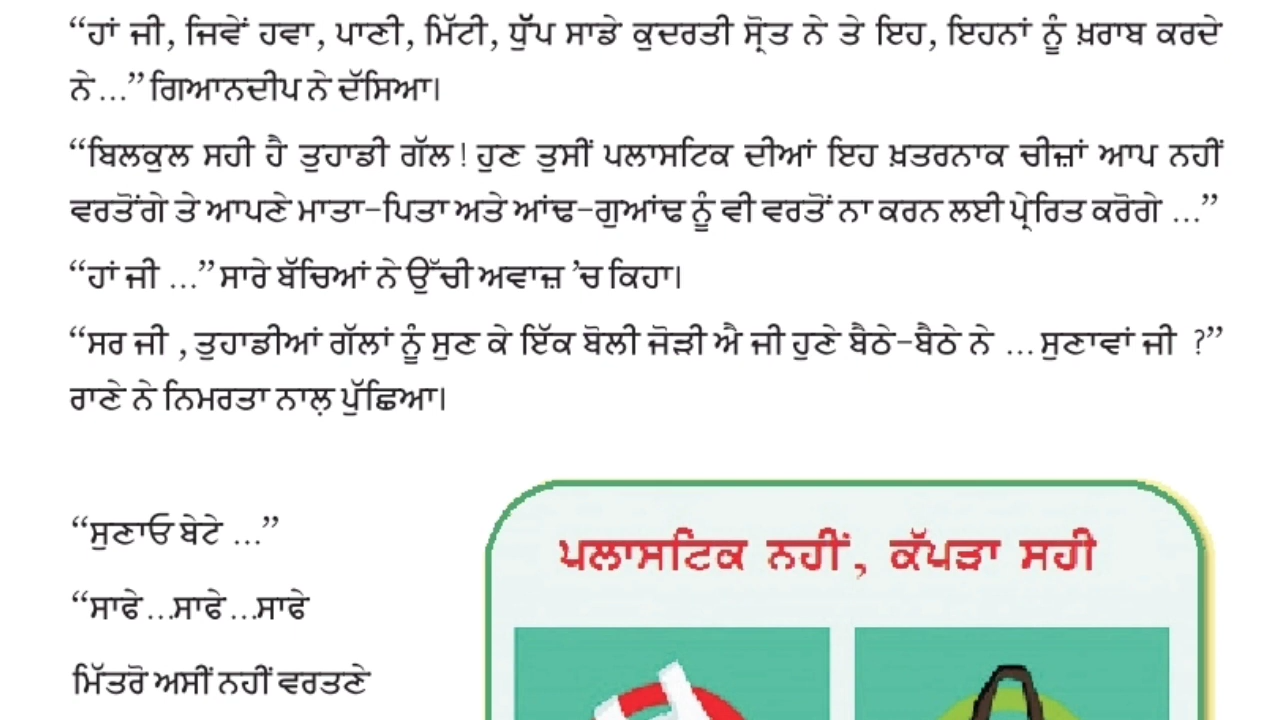 “ਹਾਂ ਜੀ, ਜਿਵੇਂ ਹਵਾ, ਪਾਣੀ, ਮਿੱਟੀ, ਧੁੱਪ ਸਾਡੇ ਕੁਦਰਤੀ ਸ੍ਰੋਤ ਨੇ ਤੇ ਇਹ, ਇਹਨਾਂ ਨੂੰ ਖ਼ਰਾਬ ਕਰਦੇ
ਨੇ ...” ਗਿਆਨਦੀਪ ਨੇ ਦੱਸਿਆ।
“ਬਿਲਕੁਲ ਸਹੀ ਹੈ ਤੁਹਾਡੀ ਗੱਲ! ਹੁਣ ਤੁਸੀਂ ਪਲਾਸਟਿਕ ਦੀਆਂ ਇਹ ਖ਼ਤਰਨਾਕ ਚੀਜ਼ਾਂ ਆਪ ਨਹੀਂ
ਵਰਤੋਂਗੇ ਤੇ ਆਪਣੇ ਮਾਤਾ-ਪਿਤਾ ਅਤੇ ਆਂਢ-ਗੁਆਂਢ ਨੂੰ ਵੀ ਵਰਤੋਂ ਨਾ ਕਰਨ ਲਈ ਪ੍ਰੇਰਿਤ ਕਰੋਗੇ ...”
“ਹਾਂ ਜੀ ...” ਸਾਰੇ ਬੱਚਿਆਂ ਨੇ ਉੱਚੀ ਅਵਾਜ਼ ’ਚ ਕਿਹਾ।
“ਸਰ ਜੀ , ਤੁਹਾਡੀਆਂ ਗੱਲਾਂ ਨੂੰ ਸੁਣ ਕੇ ਇੱਕ ਬੋਲੀ ਜੋੜੀ ਐ ਜੀ ਹੁਣੇ ਬੈਠੇ-ਬੈਠੇ ਨੇ ... ਸੁਣਾਵਾਂ ਜੀ ?”
ਰਾਣੇ ਨੇ ਨਿਮਰਤਾ ਨਾਲ਼ ਪੁੱਛਿਆ।
“ਸੁਣਾਓ ਬੇਟੇ ...”
“ਸਾਫੇ ...ਸਾਫੇ ...ਸਾਫੇ
ਮਿੱਤਰੋ ਅਸੀਂ ਨਹੀਂ ਵਰਤਣੇ
ਪਲਾਸਟਿਕ ਨਹੀਂ, ਕੱਪੜਾ ਸਹੀ